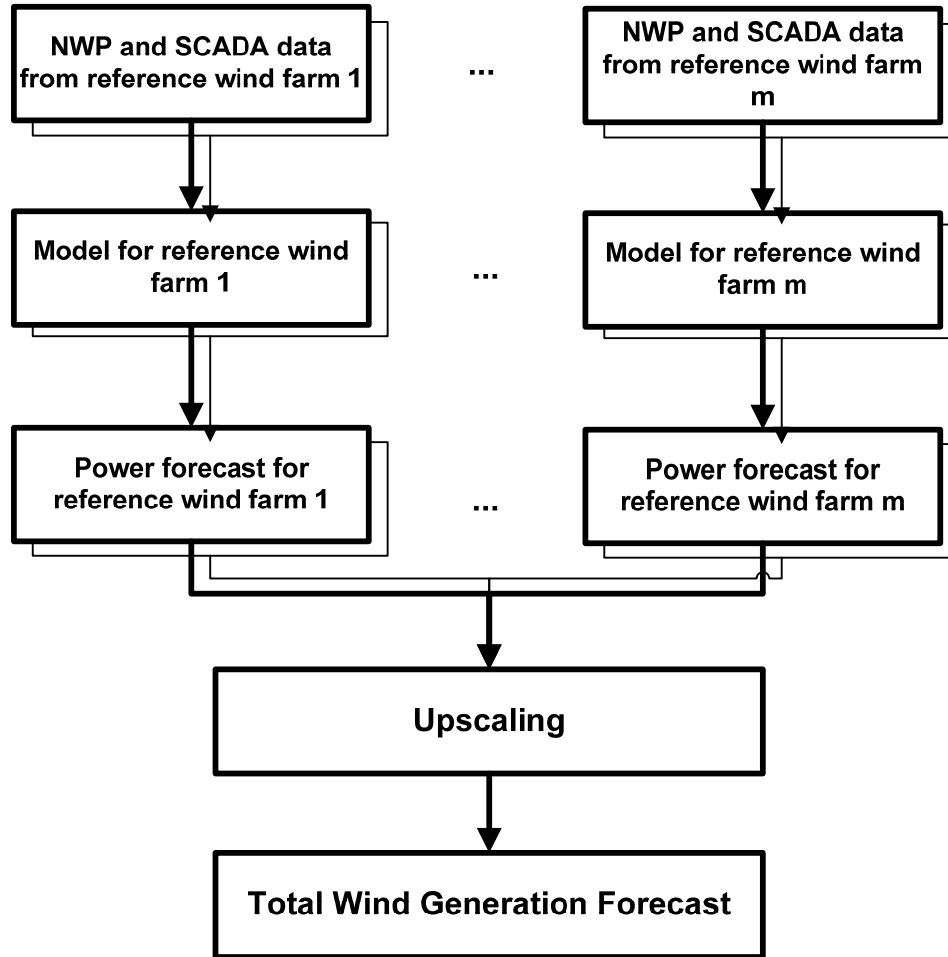 NWP and SCADA data
from reference wind farm 1
...
NWP and SCADA data
from reference wind farm
m
Model for reference wind
farm 1
...
Model for reference wind
farm m
Power forecast for
reference wind farm 1
...
Power forecast for
reference wind farm m
Upscaling
Total Wind Generation Forecast